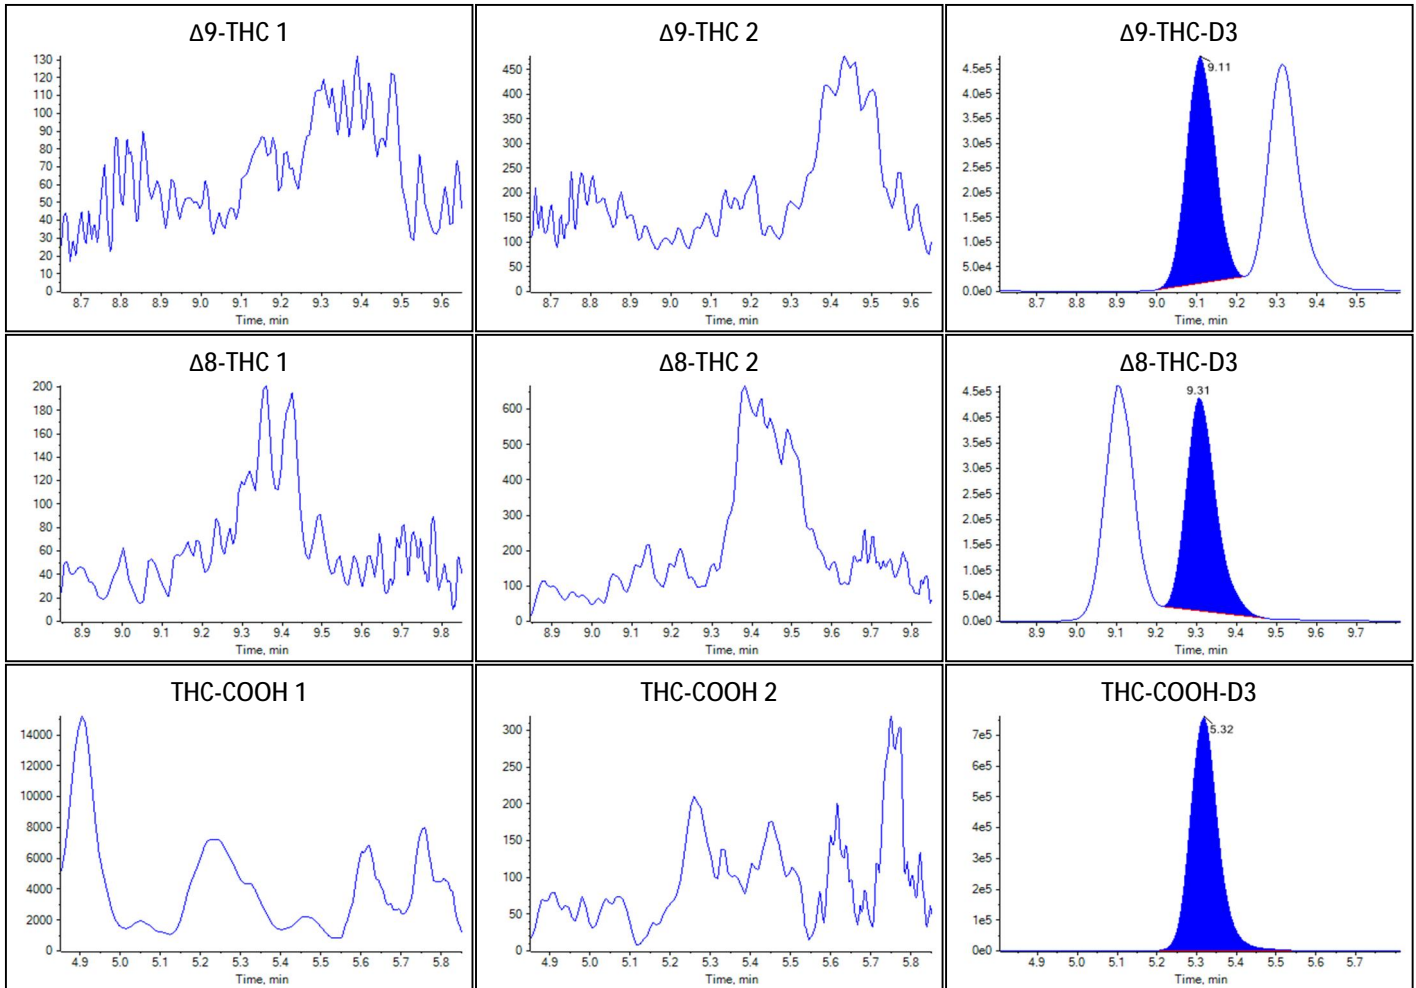 Δ9-THC 1
130
120
110
100
90
80
70
60
50
40
30
20
10
0
8.7 8.8 8.9 9.0 9.1 9.2 9.3 9.4 9.5 9.6
Time, min
Δ9-THC 2
450
400
350
300
250
200
150
100
50
0
8.7 8.8 8.9 9.0 9.1 9.2 9.3 9.4 9.5 9.6
Time, min
Δ9-THC-D3
9.11
4.5e5
4.0e5
3.5e5
3.0e5
2.5e5
2.0e5
1.5e5
1.0e5
5.0e4
0.0e0
8.7 8.8 8.9 9.0 9.1 9.2 9.3 9.4 9.5
Time, min
Δ8-THC 1
200
180
160
140
120
100
80
60
40
20
0
8.9 9.0 9.1 9.2 9.3 9.4 9.5 9.6 9.7 9.8
Time, min
Δ8-THC 2
600
500
400
300
200
100
0
8.9 9.0 9.1 9.2 9.3 9.4 9.5 9.6 9.7 9.8
Time, min
Δ8-THC-D3
9.31
4.5e5
4.0e5
3.5e5
3.0e5
2.5e5
2.0e5
1.5e5
1.0e5
5.0e4
0.0e0
8.9 9.0 9.1 9.2 9.3 9.4 9.5 9.6 9.7
Time, min
THC-COOH 1
14000
12000
10000
8000
6000
4000
2000
0
4.9 5.0 5.1 5.2 5.3 5.4 5.5 5.6 5.7 5.8
Time, min
THC-COOH 2
300
250
200
150
100
50
0
4.9 5.0 5.1 5.2 5.3 5.4 5.5 5.6 5.7 5.8
Time, min
THC-COOH-D3
5.32
7e5
6e5
5e5
4e5
3e5
2e5
1e5
0e0
4.9 5.0 5.1 5.2 5.3 5.4 5.5 5.6 5.7
Time, min